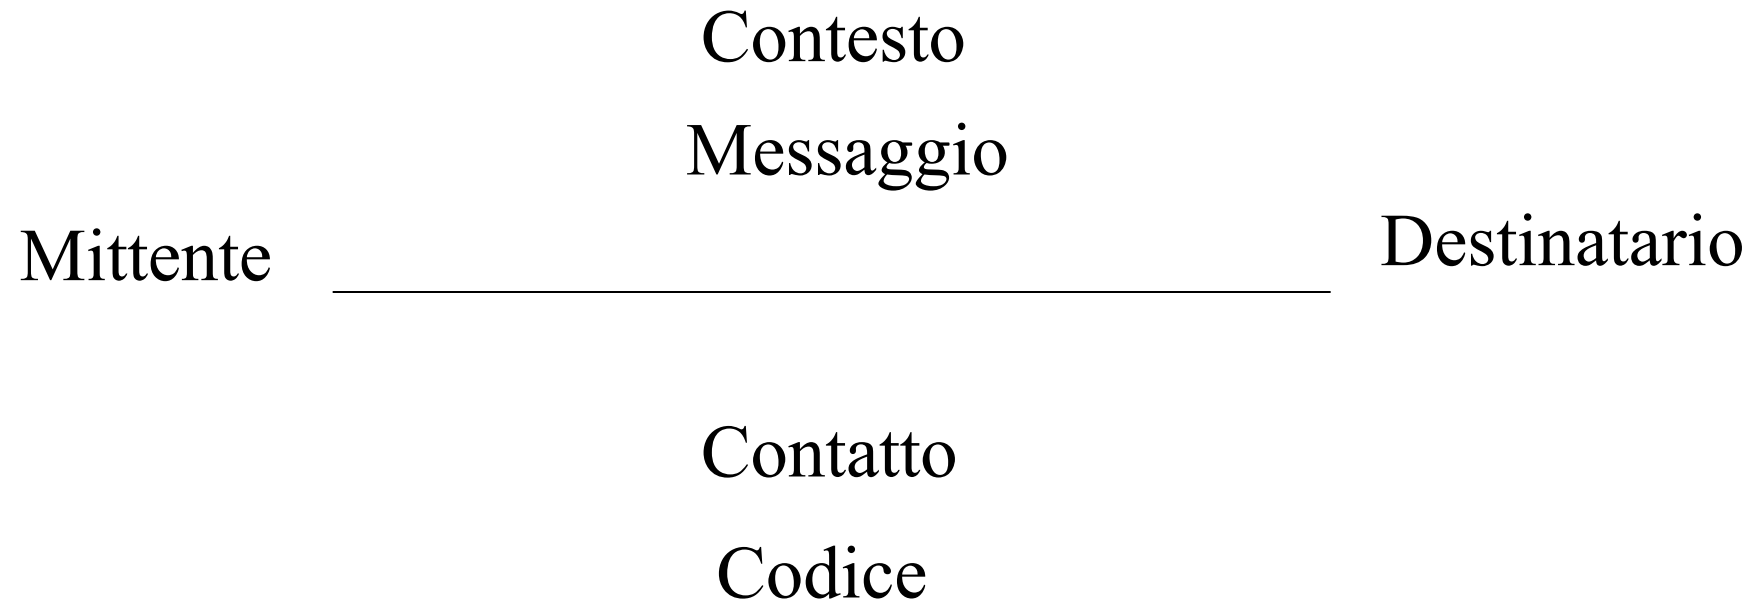 Contesto
Messaggio
Mittente
Destinatario
Contatto
Codice